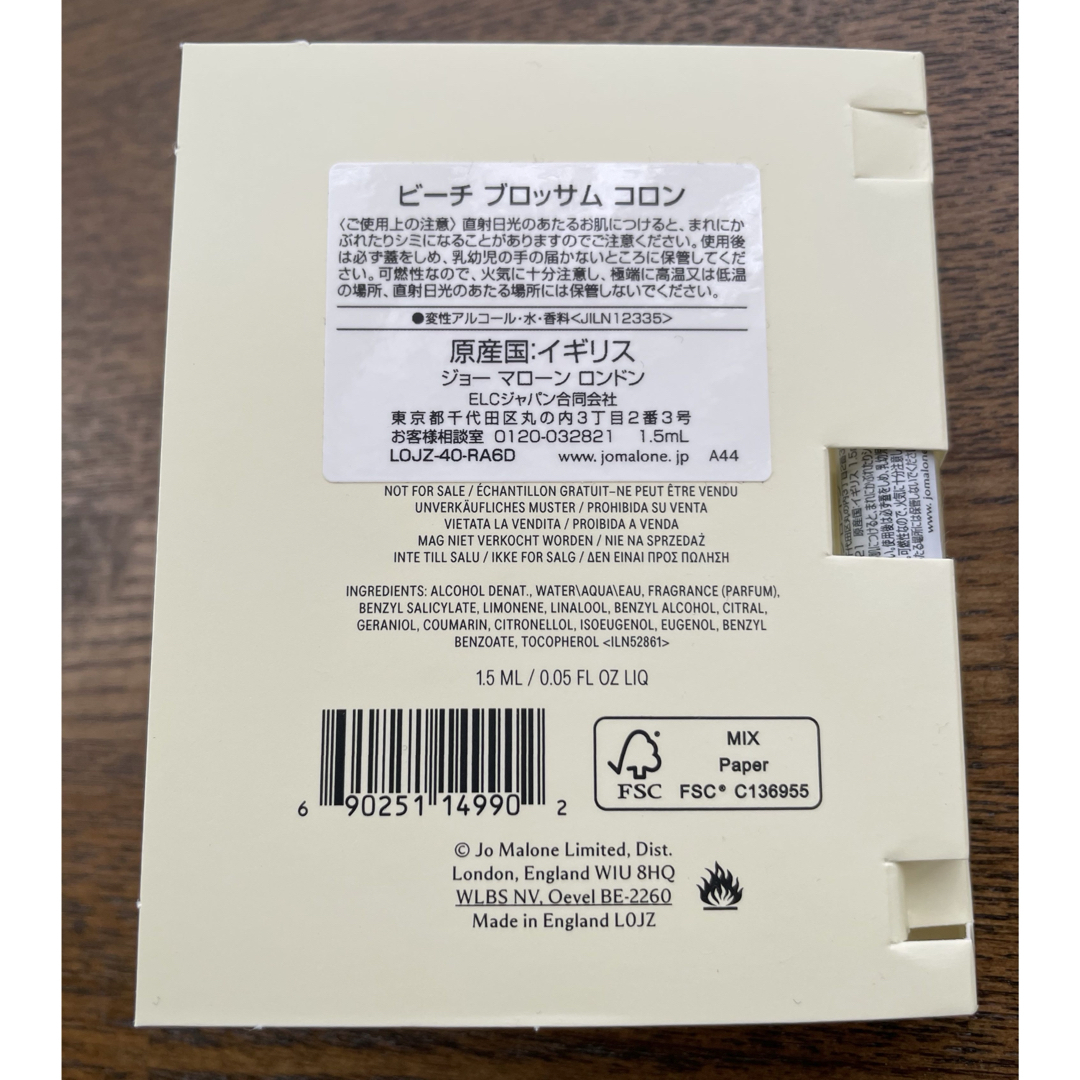 ビーチ ブロッサム コロン
〈ご使用上の注意〉直射日光のあたるお肌につけると、まれにか
ぶれたりシミになることがありますのでご注意ください。使用後
は必ず蓋をしめ、乳幼児の手の届かないところに保管してくだ
さい。可燃性なので、火気に十分注意し、極端に高温又は低温
の場所、直射日光のあたる場所には保管しないでください。
●変性アルコール・水・香料<JILN12335>
原産国:イギリス
ジョー マローン ロンドン
ELCジャパン合同会社
東京都千代田区丸の内3丁目2番3号
お客様相談室 0120-032821 1.5mL
L0JZ-40-RA6D www.jomalone.jp A44
NOT FOR SALE / ÉCHANTILLON GRATUIT–NE PEUT ÊTRE VENDU
UNVERKÄUFLICHES MUSTER / PROHIBIDA SU VENTA
VIETATA LA VENDITA / PROIBIDA A VENDA
MAG NIET VERKOCHT WORDEN / NIE NA SPRZEDAŻ
INTE TILL SALU / IKKE FOR SALG / ΔΕΝ ΕΙΝΑΙ ΠΡΟΣ ΠΩΛΗΣΗ
INGREDIENTS: ALCOHOL DENAT., WATER\AQUA\EAU, FRAGRANCE (PARFUM),
BENZYL SALICYLATE, LIMONENE, LINALOOL, BENZYL ALCOHOL, CITRAL,
GERANIOL, COUMARIN, CITRONELLOL, ISOEUGENOL, EUGENOL, BENZYL
BENZOATE, TOCOPHEROL <ILN52861>
1.5 ML / 0.05 FL OZ LIQ
6 90251 14990 2
MIX
Paper
FSC FSC® C136955
© Jo Malone Limited, Dist.
London, England W1U 8HQ
WLBS NV, Oevel BE-2260
Made in England L0JZ
原産国 イギリス
www.jomalon